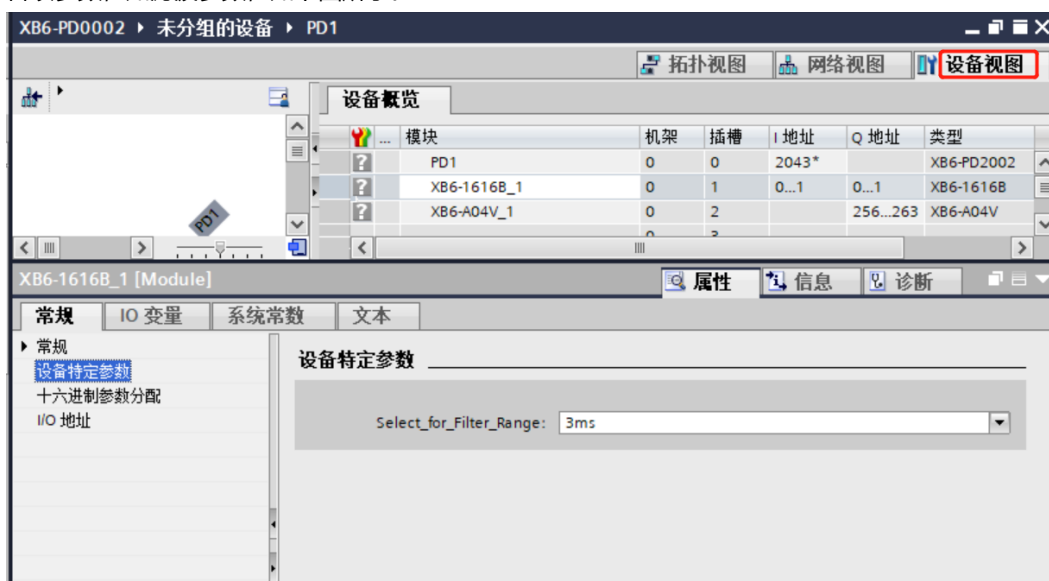 XB6-PD0002 ▸ 未分组的设备 ▸ PD1
拓扑视图 网络视图 设备视图
设备概览
... 模块 机架 插槽 I 地址 Q 地址 类型
PD1 0 0 2043* XB6-PD2002
XB6-1616B_1 0 1 0...1 0...1 XB6-1616B
XB6-A04V_1 0 2 256...263 XB6-A04V
PD1
XB6-1616B_1 [Module]
属性 信息 诊断
常规 IO 变量 系统常数 文本
常规
设备特定参数
十六进制参数分配
I/O 地址
设备特定参数
Select_for_Filter_Range: 3ms